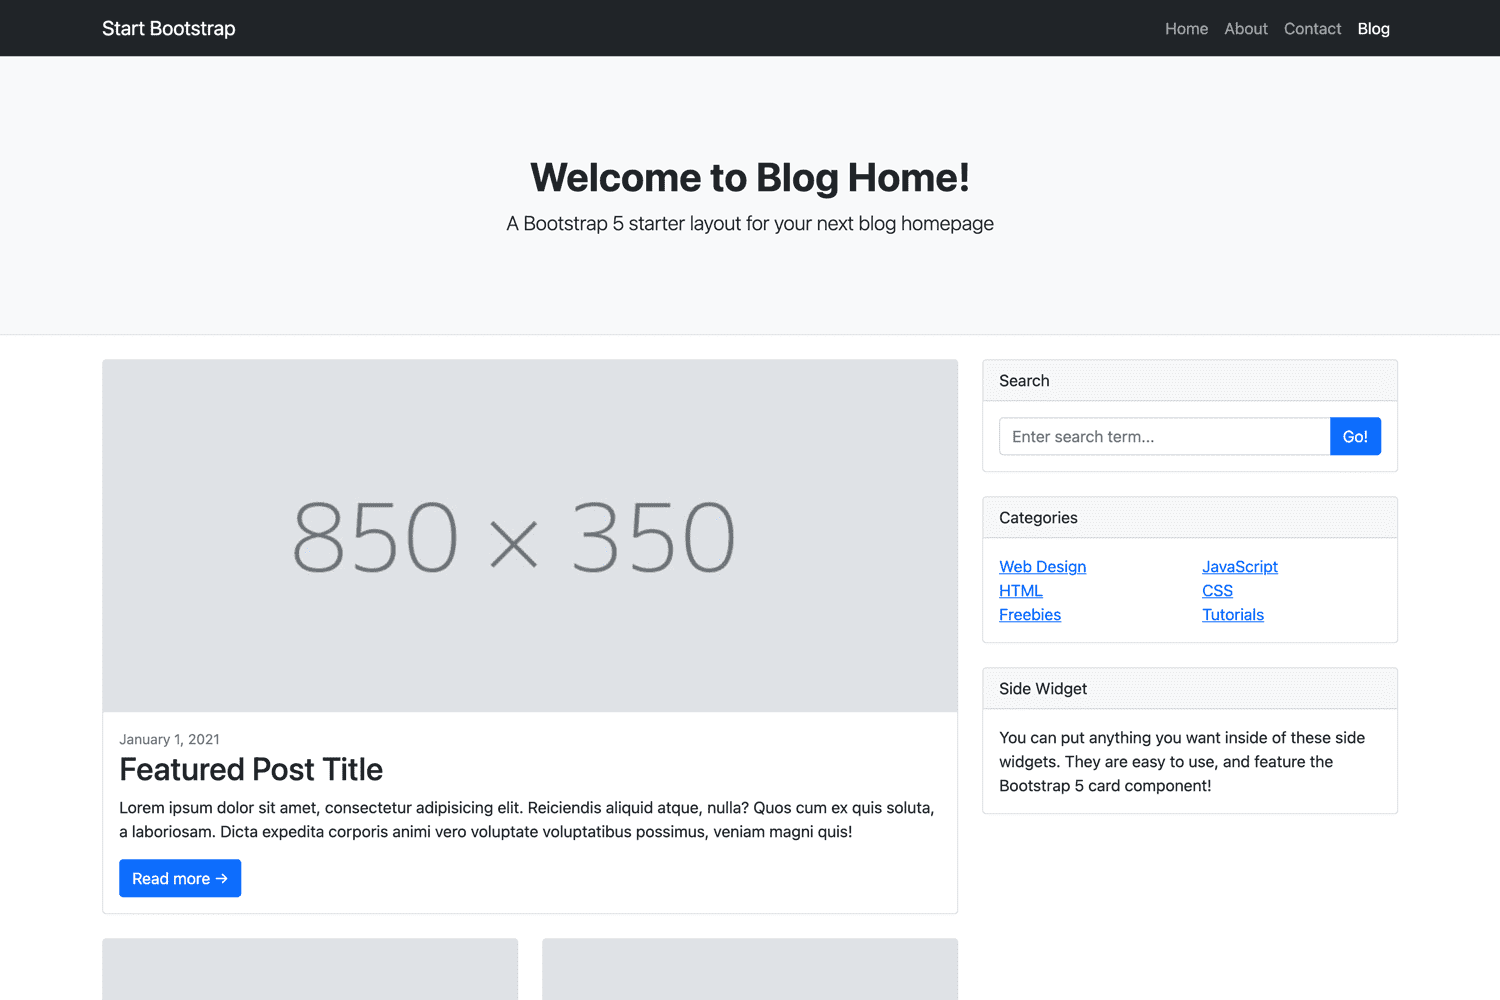 Start Bootstrap
Home About Contact Blog
Welcome to Blog Home!
A Bootstrap 5 starter layout for your next blog homepage
850 × 350
January 1, 2021
Featured Post Title
Lorem ipsum dolor sit amet, consectetur adipisicing elit. Reiciendis aliquid atque, nulla? Quos cum ex quis soluta,
a laboriosam. Dicta expedita corporis animi vero voluptate voluptatibus possimus, veniam magni quis!
Read more →
Search
Enter search term...
Go!
Categories
Web Design
HTML
Freebies
JavaScript
CSS
Tutorials
Side Widget
You can put anything you want inside of these side
widgets. They are easy to use, and feature the
Bootstrap 5 card component!